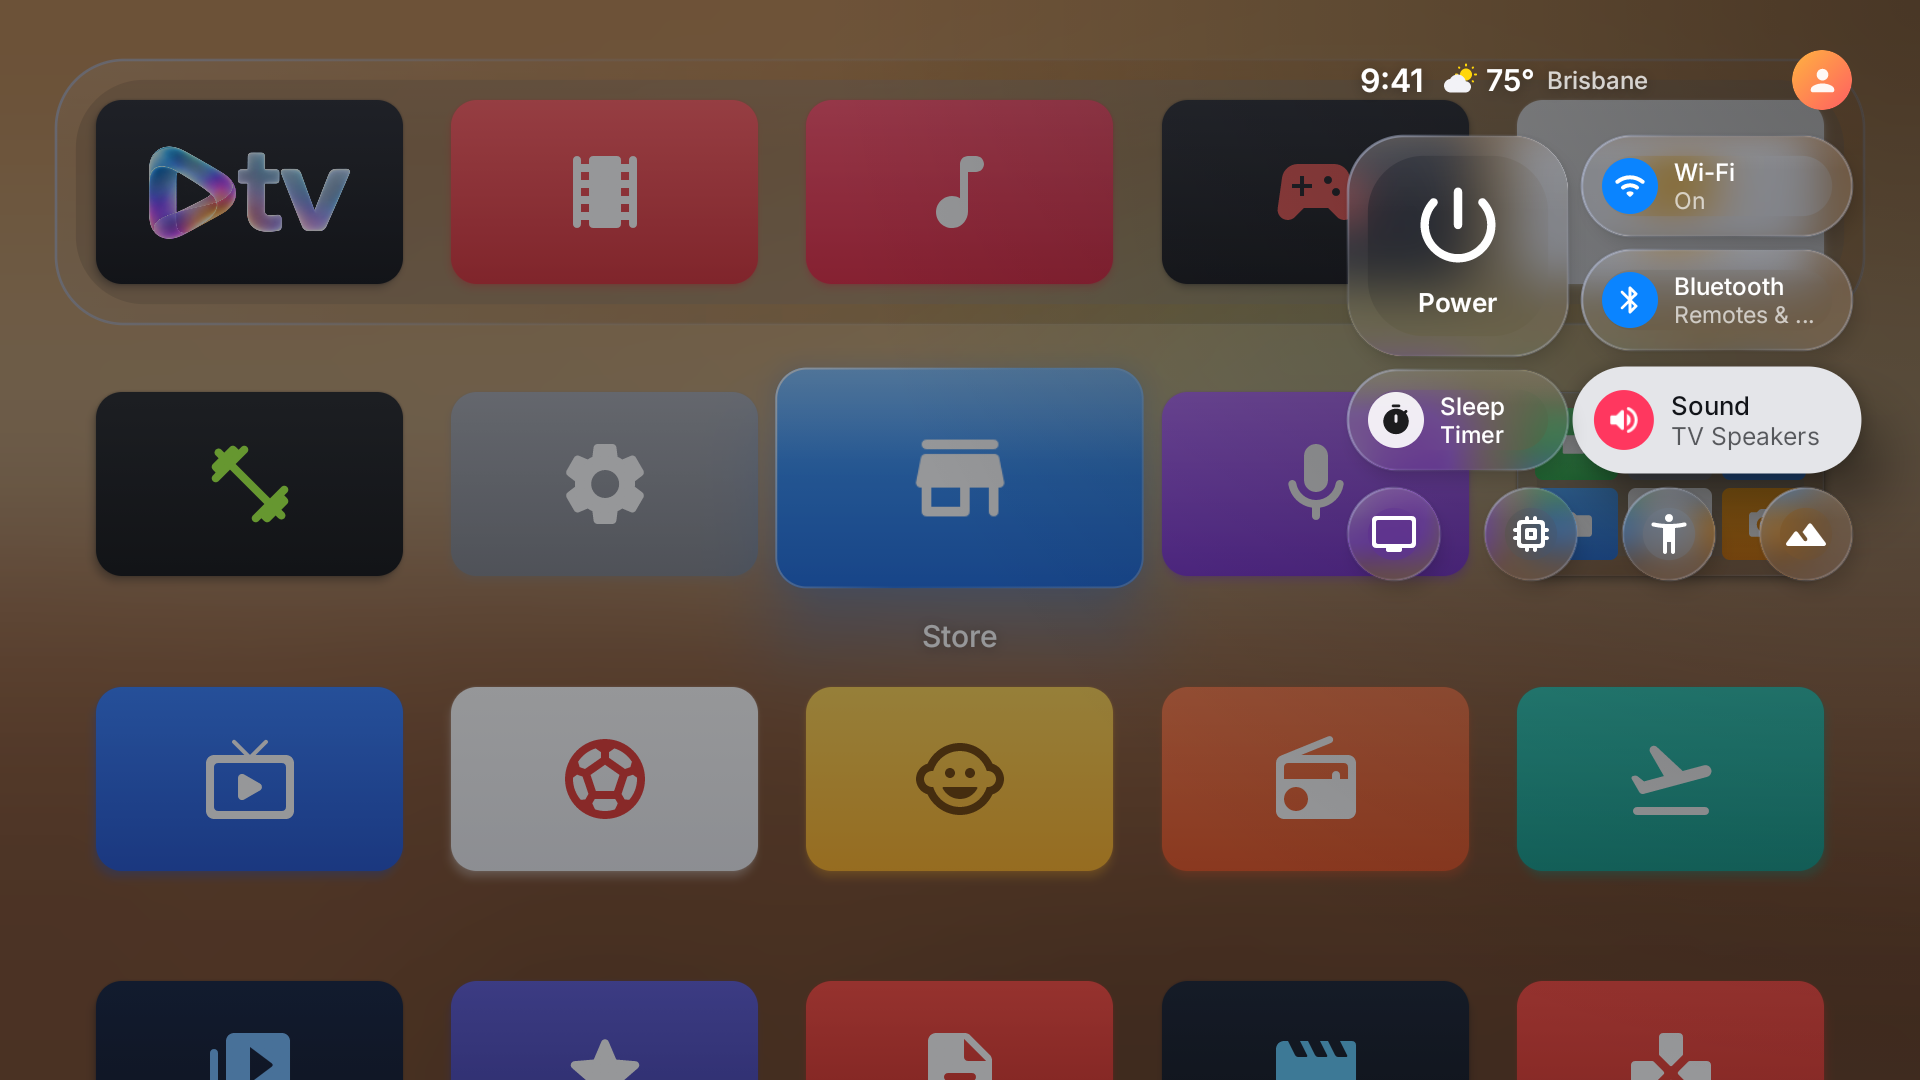 9:41 75° Brisbane
tv
Power
Wi-Fi
On
Bluetooth
Remotes & ...
Sleep
Timer
Sound
TV Speakers
Store